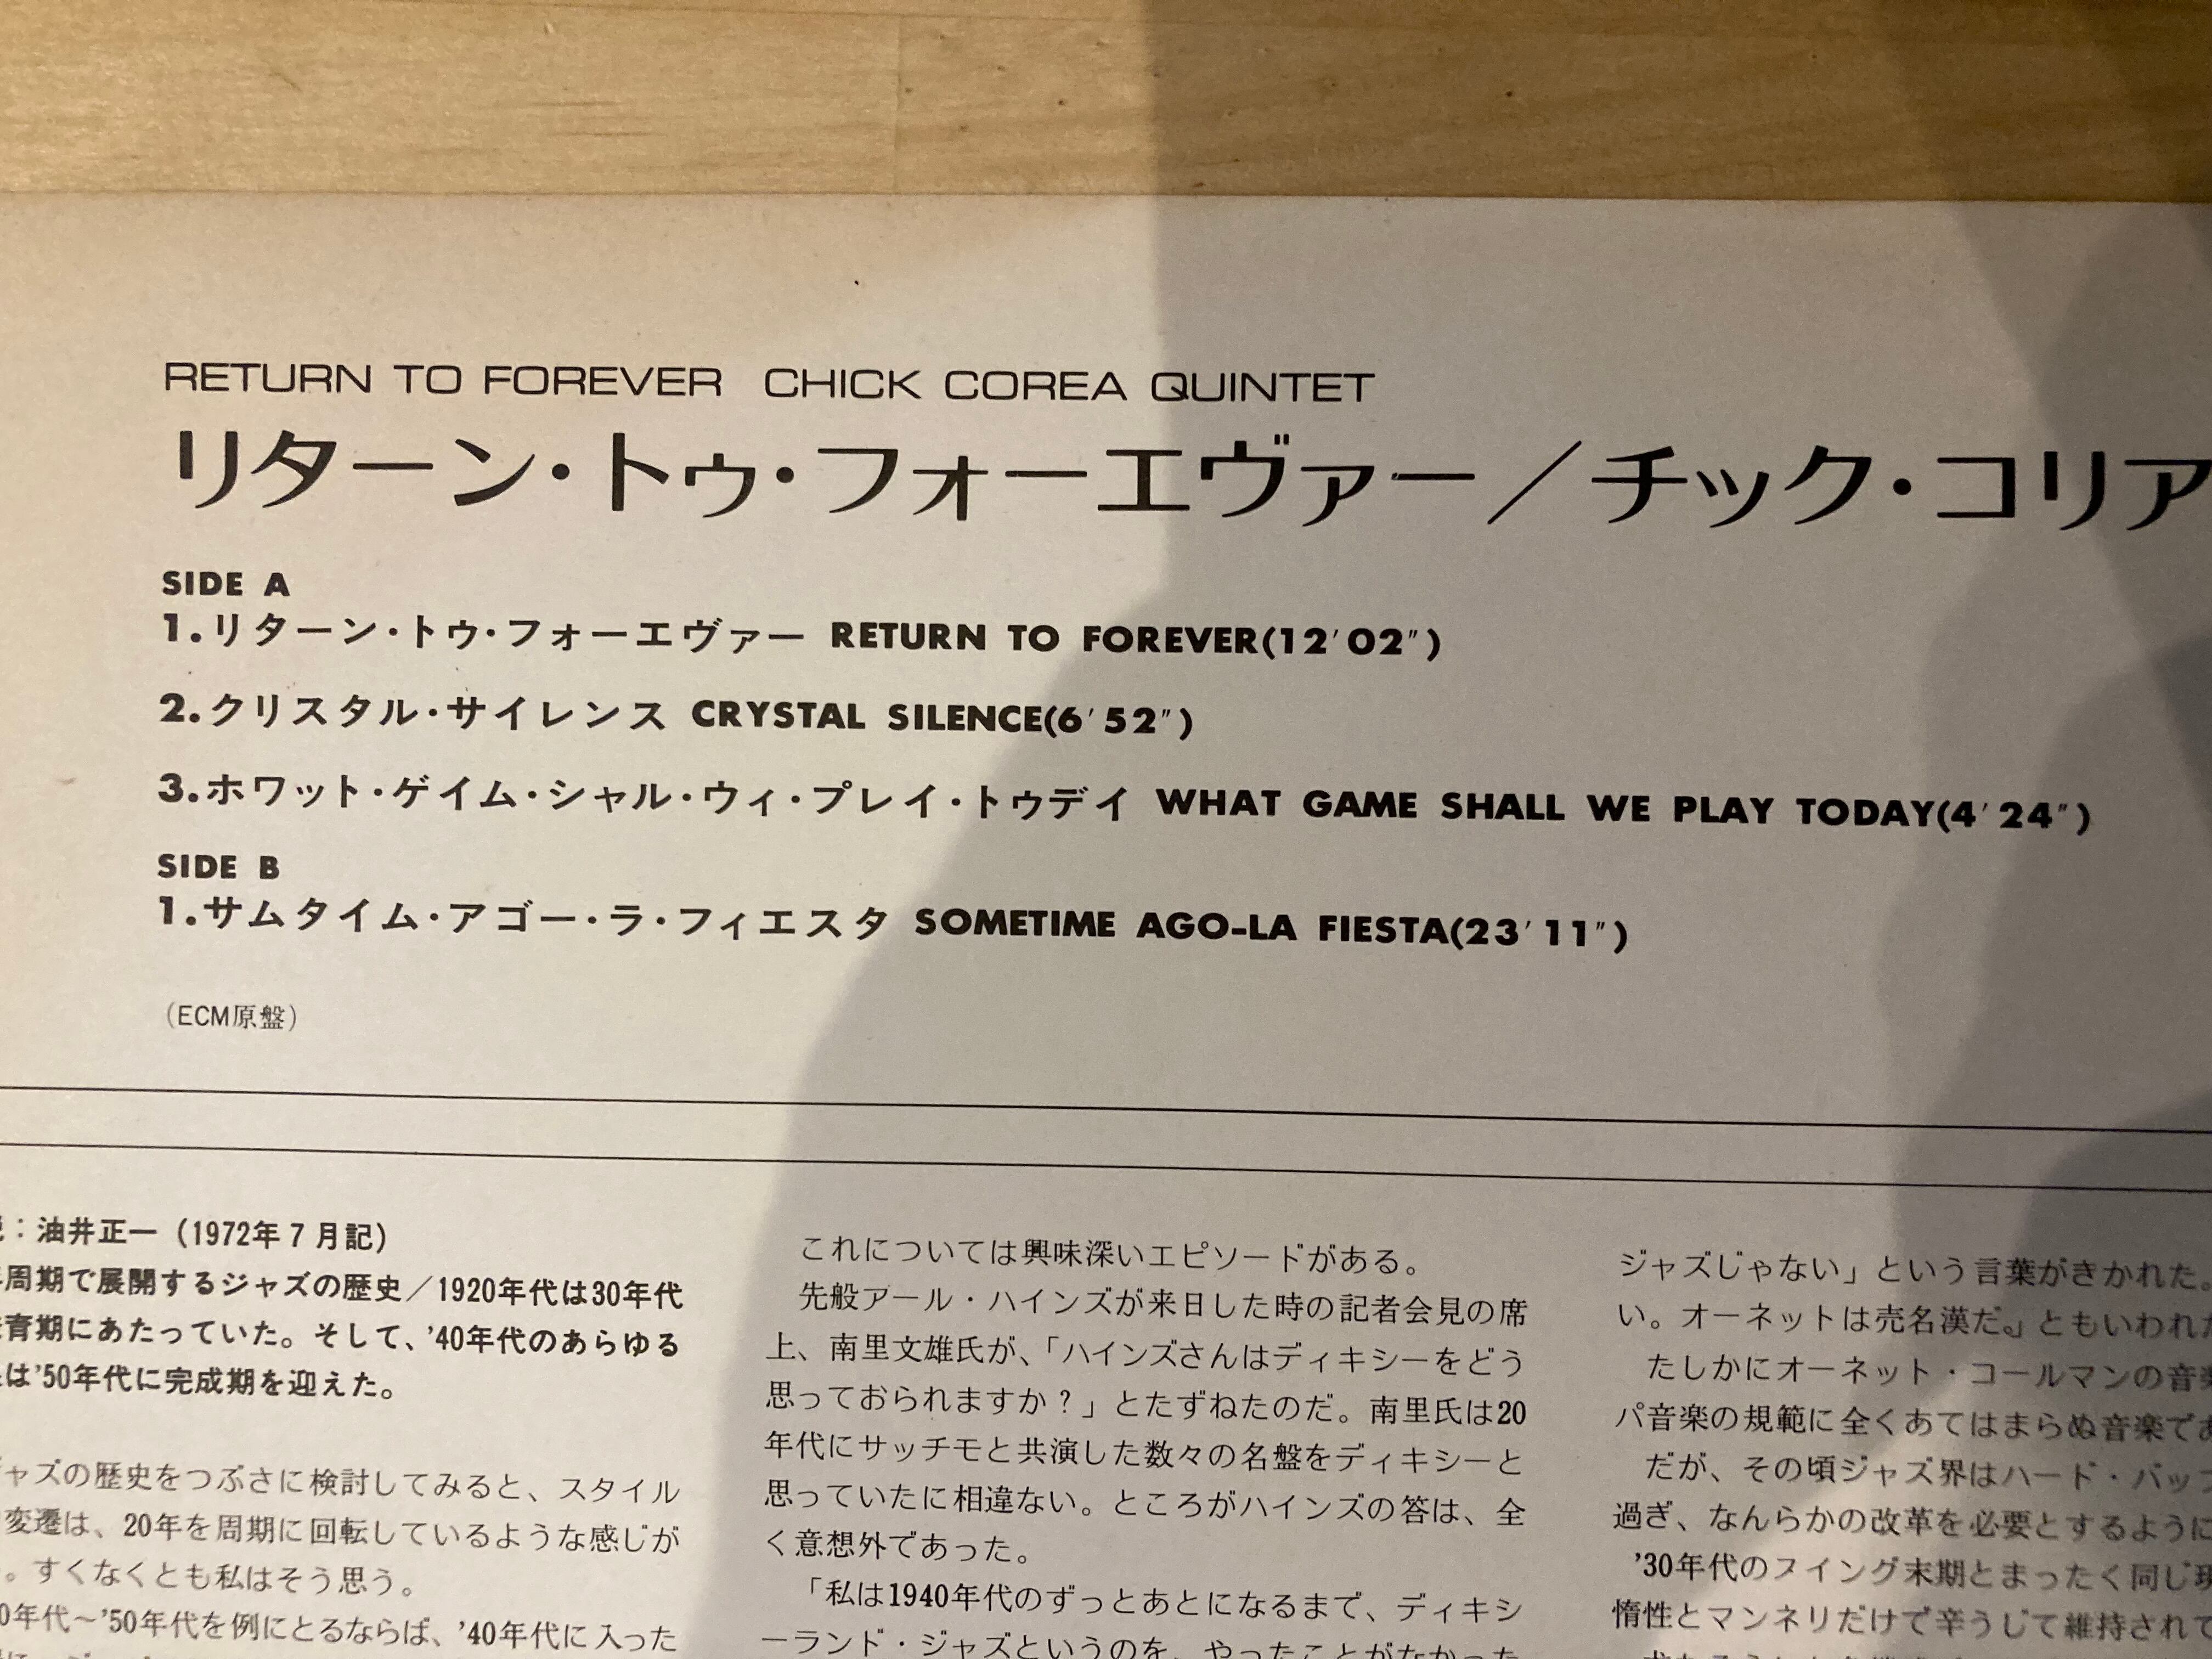 RETURN TO FOREVER CHICK COREA QUINTET
リターン・トゥ・フォーエヴァー／チック・コリア
SIDE A
1.リターン・トゥ・フォーエヴァー RETURN TO FOREVER(12′02″)
2.クリスタル・サイレンス CRYSTAL SILENCE(6′52″)
3.ホワット・ゲイム・シャル・ウィ・プレイ・トゥデイ WHAT GAME SHALL WE PLAY TODAY(4′24″)
SIDE B
1.サムタイム・アゴー・ラ・フィエスタ SOMETIME AGO-LA FIESTA(23′11″)
(ECM原盤)
：油井正一（1972年7月記）
周期で展開するジャズの歴史／1920年代は30年代
育期にあたっていた。そして、'40年代のあらゆる
は'50年代に完成期を迎えた。
ャズの歴史をつぶさに検討してみると、スタイル
変遷は、20年を周期に回転しているような感じが
。すくなくとも私はそう思う。
0年代〜'50年代を例にとるならば、'40年代に入った
これについては興味深いエピソードがある。
先般アール・ハインズが来日した時の記者会見の席
上、南里文雄氏が、「ハインズさんはディキシーをどう
思っておられますか？」とたずねたのだ。南里氏は20
年代にサッチモと共演した数々の名盤をディキシーと
思っていたに相違ない。ところがハインズの答は、全
く意想外であった。
「私は1940年代のずっとあとになるまで、ディキシ
ーランド・ジャズというのを、やったことがなかった
ジャズじゃない」という言葉がきかれた。
い。オーネットは売名漢だ。」ともいわれた
たしかにオーネット・コールマンの音楽
パ音楽の規範に全くあてはまらぬ音楽であ
だが、その頃ジャズ界はハード・バップ
過ぎ、なんらかの改革を必要とするように
'30年代のスイング末期とまったく同じ現
惰性とマンネリだけで辛うじて維持されて